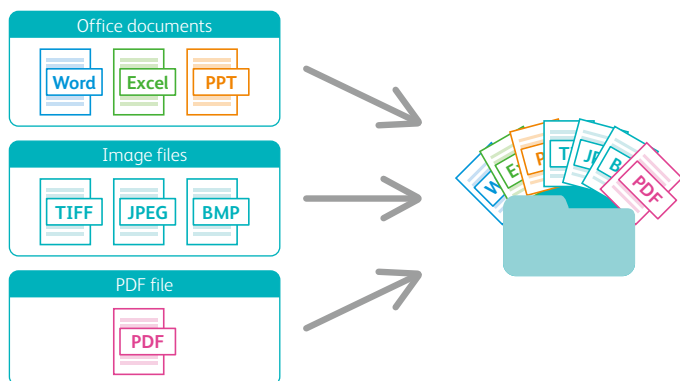 Office documents
Word Excel PPT
Image files
TIFF JPEG BMP
PDF file
PDF
PDF